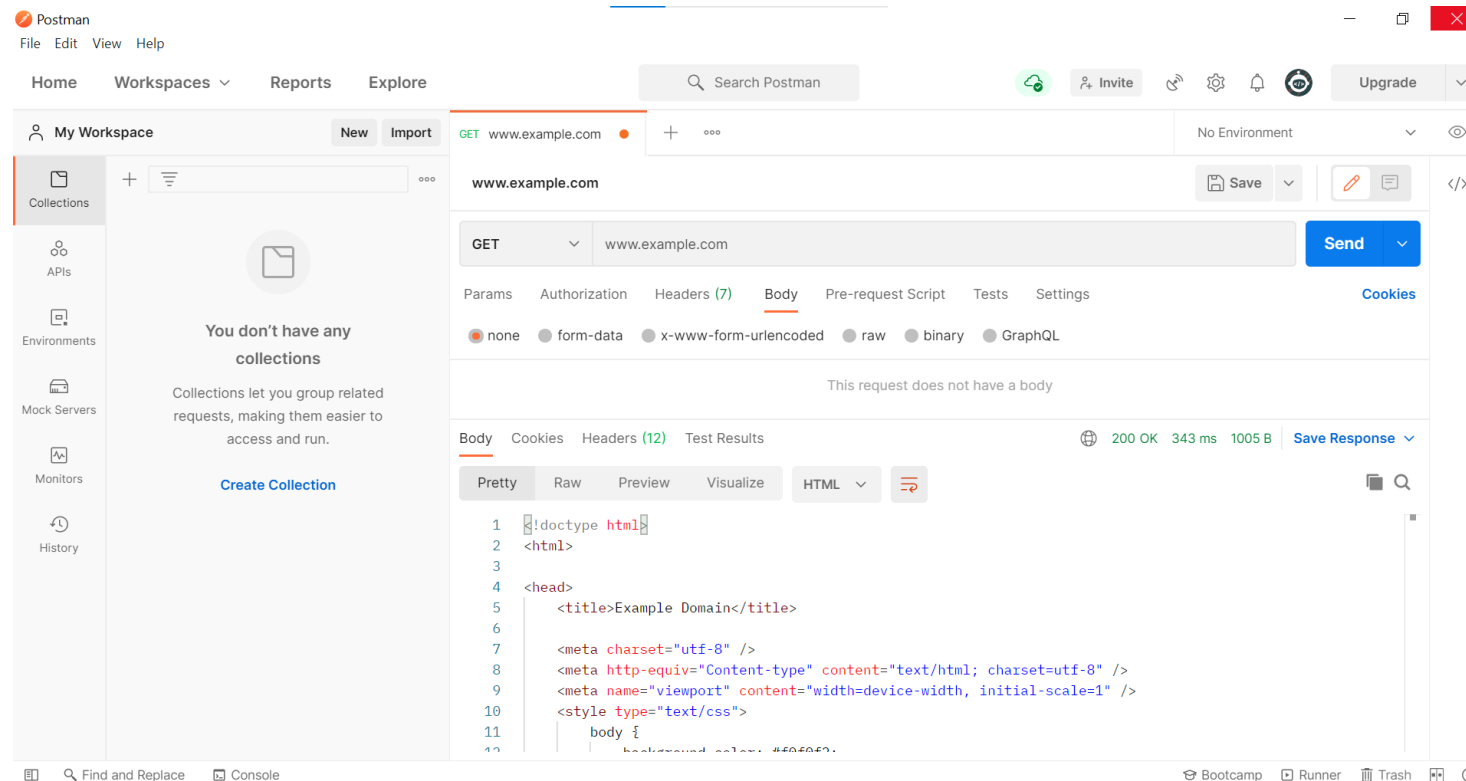 Postman
File Edit View Help
Home Workspaces Reports Explore Search Postman Invite Upgrade
My Workspace New Import GET www.example.com No Environment
Collections
APIs
Environments
Mock Servers
Monitors
History
You don’t have any
collections
Collections let you group related
requests, making them easier to
access and run.
Create Collection
www.example.com Save
GET www.example.com Send
Params Authorization Headers (7) Body Pre-request Script Tests Settings Cookies
none form-data x-www-form-urlencoded raw binary GraphQL
This request does not have a body
Body Cookies Headers (12) Test Results 200 OK 343 ms 1005 B Save Response
Pretty Raw Preview Visualize HTML
1 <!doctype html>
2 <html>
3
4 <head>
5 <title>Example Domain</title>
6
7 <meta charset="utf-8" />
8 <meta http-equiv="Content-type" content="text/html; charset=utf-8" />
9 <meta name="viewport" content="width=device-width, initial-scale=1" />
10 <style type="text/css">
11 body {
12 background-color: #f0f0f2;
Find and Replace Console Bootcamp Runner Trash